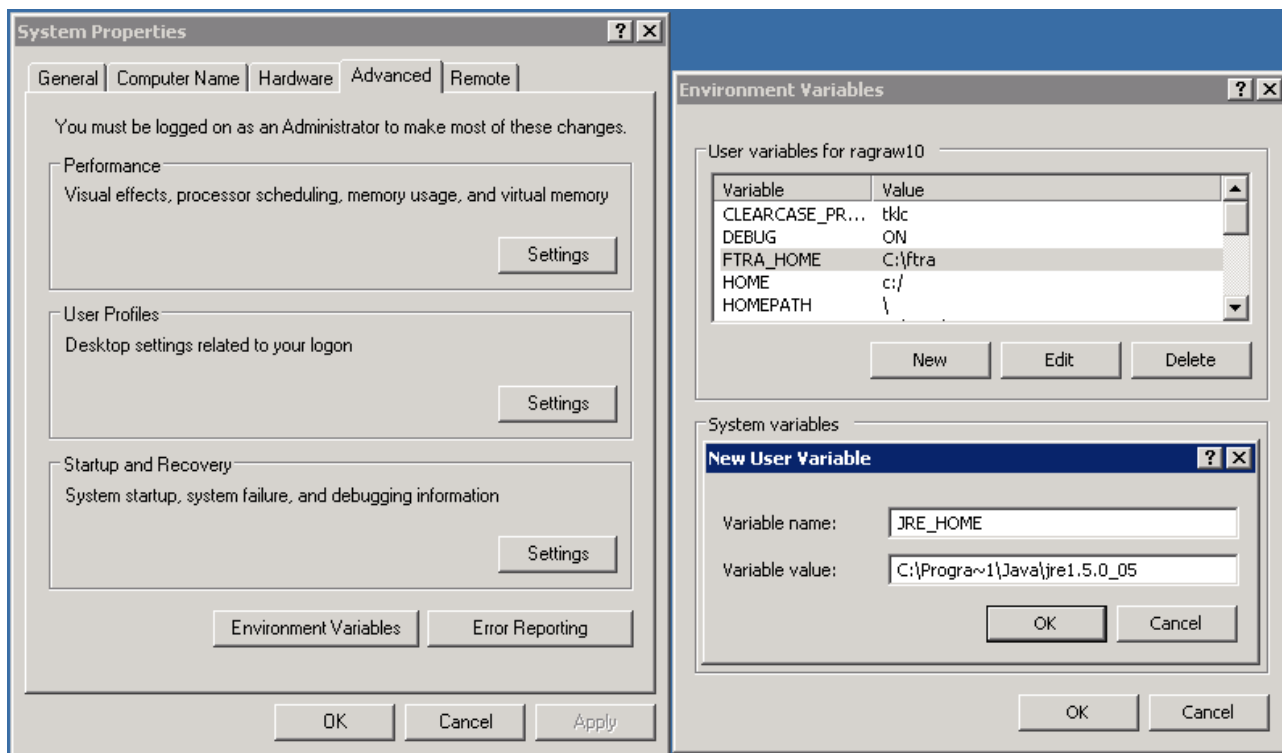 System Properties
General Computer Name Hardware Advanced Remote
You must be logged on as an Administrator to make most of these changes.
Performance
Visual effects, processor scheduling, memory usage, and virtual memory
Settings
User Profiles
Desktop settings related to your logon
Settings
Startup and Recovery
System startup, system failure, and debugging information
Settings
Environment Variables Error Reporting
OK Cancel Apply
Environment Variables
User variables for ragraw10
Variable Value
CLEARCASE_PR... tklc
DEBUG ON
FTRA_HOME C:\ftra
HOME c:/
HOMEPATH \
New Edit Delete
System variables
New User Variable
Variable name: JRE_HOME
Variable value: C:\Progra~1\Java\jre1.5.0_05
OK Cancel
OK Cancel